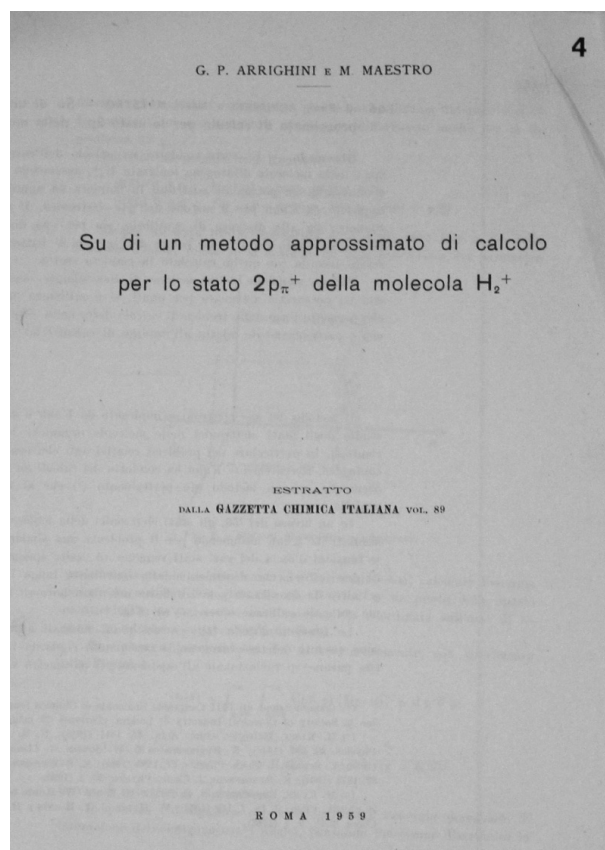 4
G. P. ARRIGHINI E M. MAESTRO
Su di un metodo approssimato di calcolo
per lo stato 2pπ+ della molecola H2+
ESTRATTO
DALLA GAZZETTA CHIMICA ITALIANA VOL. 89
ROMA 1959